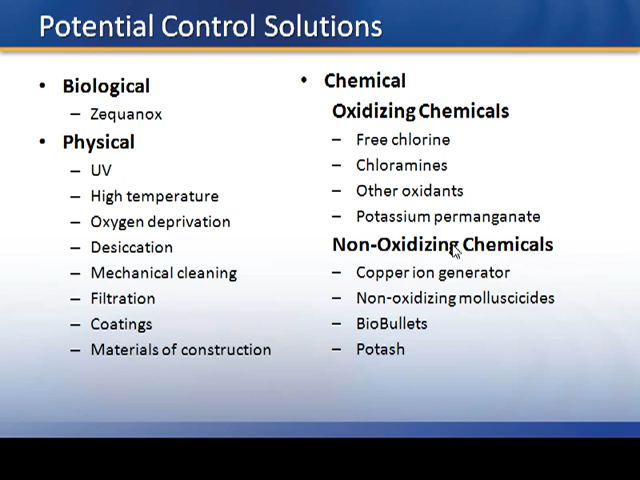 Potential Control Solutions
• Biological
– Zequanox
• Physical
– UV
– High temperature
– Oxygen deprivation
– Desiccation
– Mechanical cleaning
– Filtration
– Coatings
– Materials of construction
• Chemical
Oxidizing Chemicals
– Free chlorine
– Chloramines
– Other oxidants
– Potassium permanganate
Non-Oxidizing Chemicals
– Copper ion generator
– Non-oxidizing molluscicides
– BioBullets
– Potash